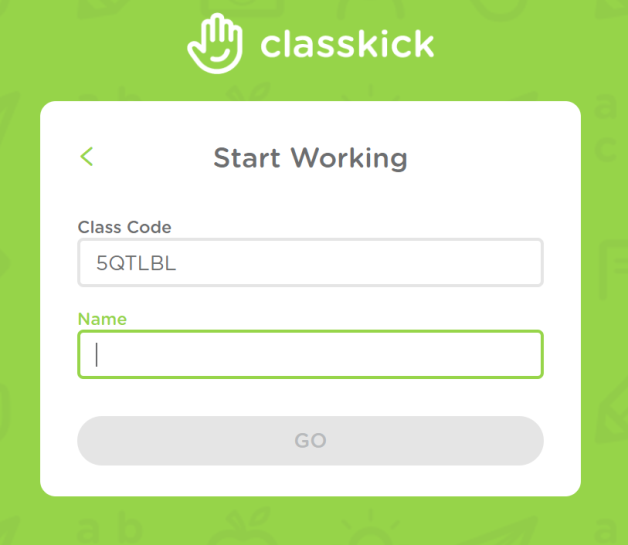 classkick
Start Working
Class Code
5QTLBL
Name
GO
a b
a
c
a b
a